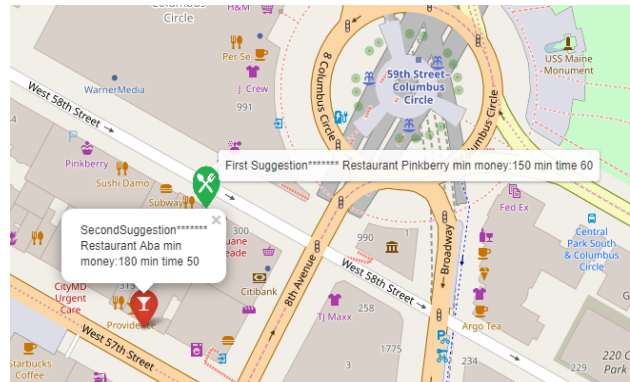 Columbus
Circle
H&M
Per Se
WarnerMedia
J. Crew
991
8 Columbus Circle
59th Street–
Columbus
Circle
Columbus Circle
USS Maine
Monument
West 58th Street
Pinkberry
Sushi Damo
Subway
First Suggestion******* Restaurant Pinkberry min money:150 min time 60
SecondSuggestion*******
Restaurant Aba min
money:180 min time 50
×
300
240
Citibank
313
CityMD
Urgent
Care
Providence
West 57th Street
Starbucks
Coffee
8th Avenue
990
1
West 58th Street
Broadway
Fed Ex
Central
Park South
& Columbus
Circle
TJ Maxx
258
3
1775
Argo Tea
234
229
G
220 C
Park